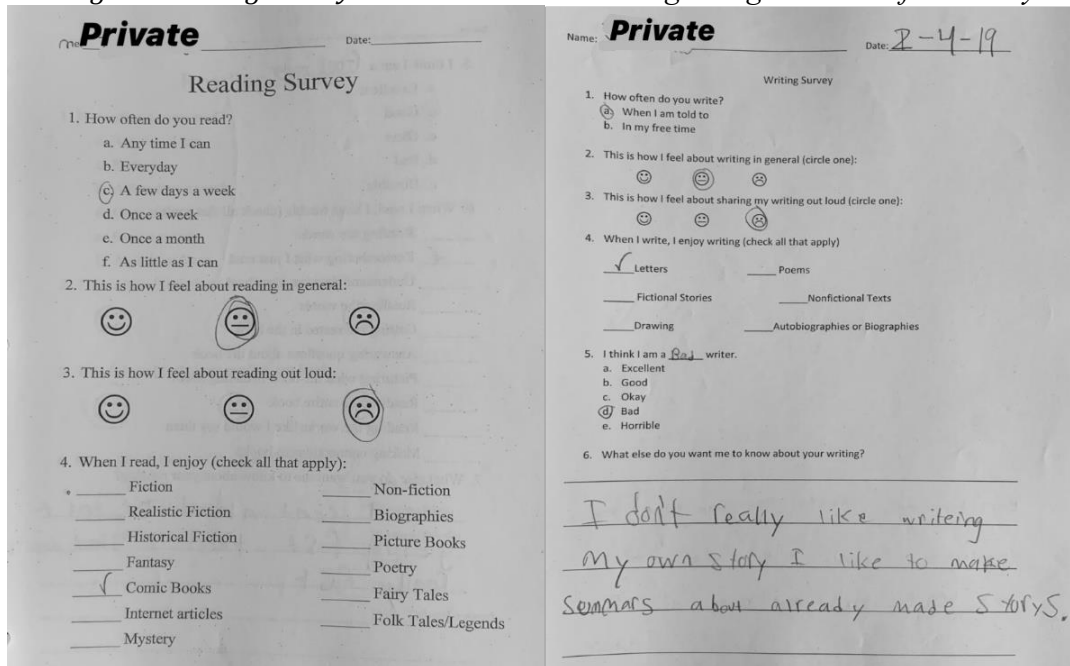 me Private Date:
Reading Survey
1. How often do you read?
a. Any time I can
b. Everyday
c. A few days a week
d. Once a week
e. Once a month
f. As little as I can
2. This is how I feel about reading in general:
3. This is how I feel about reading out loud:
4. When I read, I enjoy (check all that apply):
Fiction
Realistic Fiction
Historical Fiction
Fantasy
Comic Books
Internet articles
Mystery
Non-fiction
Biographies
Picture Books
Poetry
Fairy Tales
Folk Tales/Legends
Name: Private Date: 2-4-19
Writing Survey
1. How often do you write?
a. When I am told to
b. In my free time
2. This is how I feel about writing in general (circle one):
3. This is how I feel about sharing my writing out loud (circle one):
4. When I write, I enjoy writing (check all that apply)
Letters Poems
Fictional Stories Nonfictional Texts
Drawing Autobiographies or Biographies
5. I think I am a Bad writer.
a. Excellent
b. Good
c. Okay
d. Bad
e. Horrible
6. What else do you want me to know about your writing?
I don't really like writeing
My own story I like to make
Semmars about already made Storys.